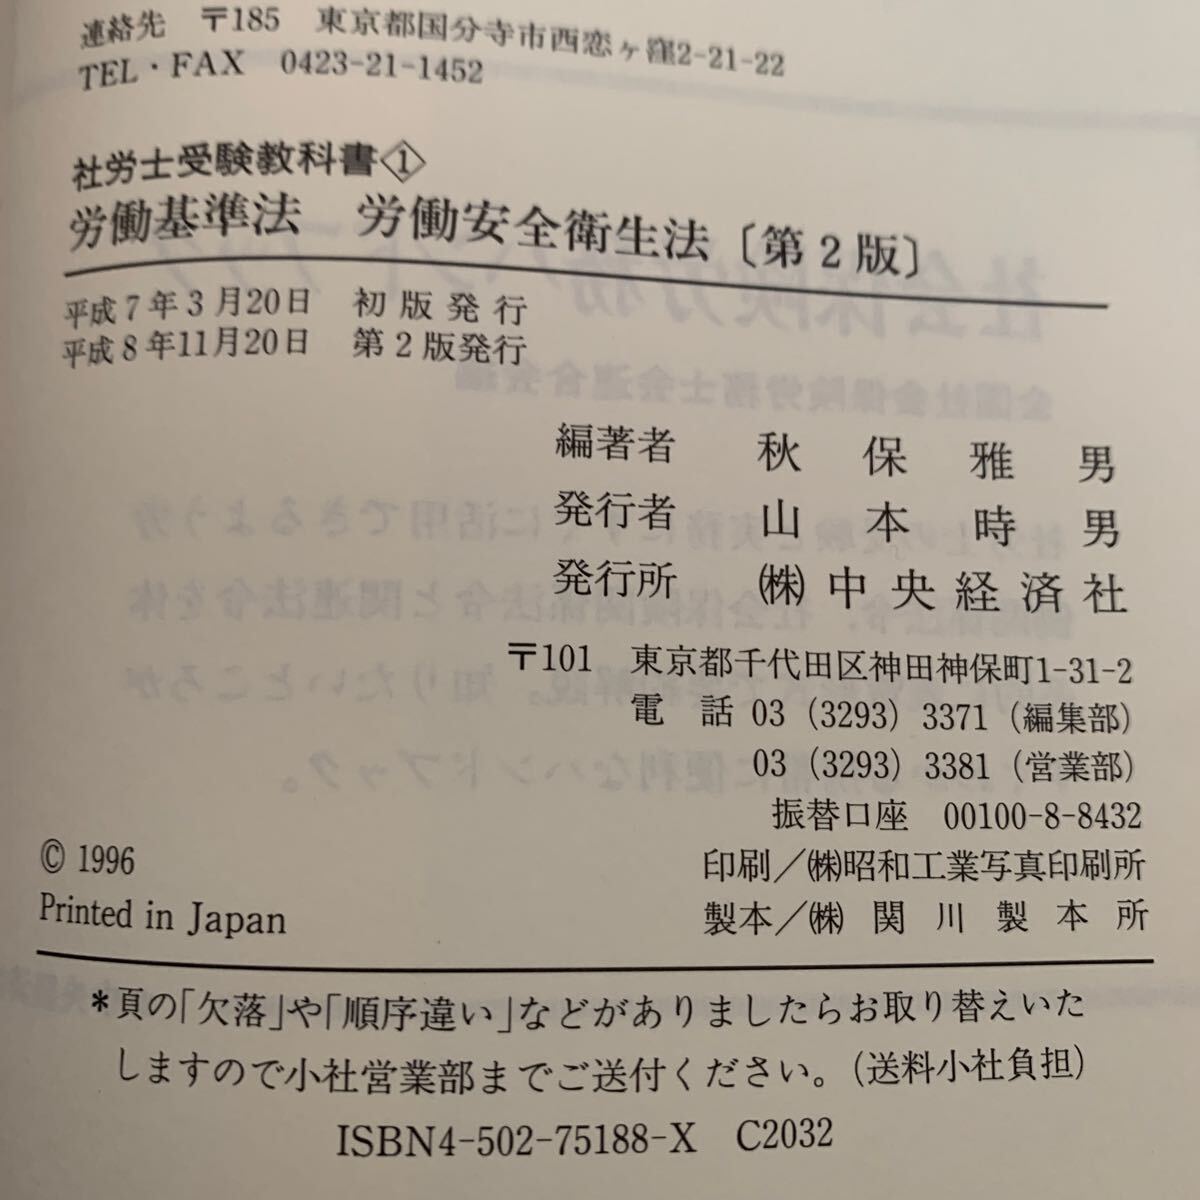 連絡先　〒185　東京都国分寺市西恋ヶ窪2-21-22
TEL・FAX　0423-21-1452
社労士受験教科書◇1
労働基準法　労働安全衛生法〔第2版〕
平成7年3月20日　初版発行
平成8年11月20日　第2版発行
編著者　秋保雅男
発行者　山本時男
発行所　㈱中央経済社
〒101　東京都千代田区神田神保町1-31-2
電話　03（3293）3371（編集部）
03（3293）3381（営業部）
振替口座　00100-8-8432
© 1996
印刷／㈱昭和工業写真印刷所
Printed in Japan
製本／㈱関川製本所
＊頁の「欠落」や「順序違い」などがありましたらお取り替えいた
しますので小社営業部までご送付ください。（送料小社負担）
ISBN4-502-75188-X　C2032